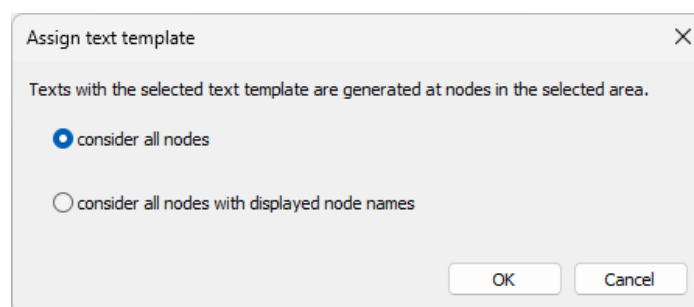 Assign text template
Texts with the selected text template are generated at nodes in the selected area.
consider all nodes
consider all nodes with displayed node names
OK Cancel